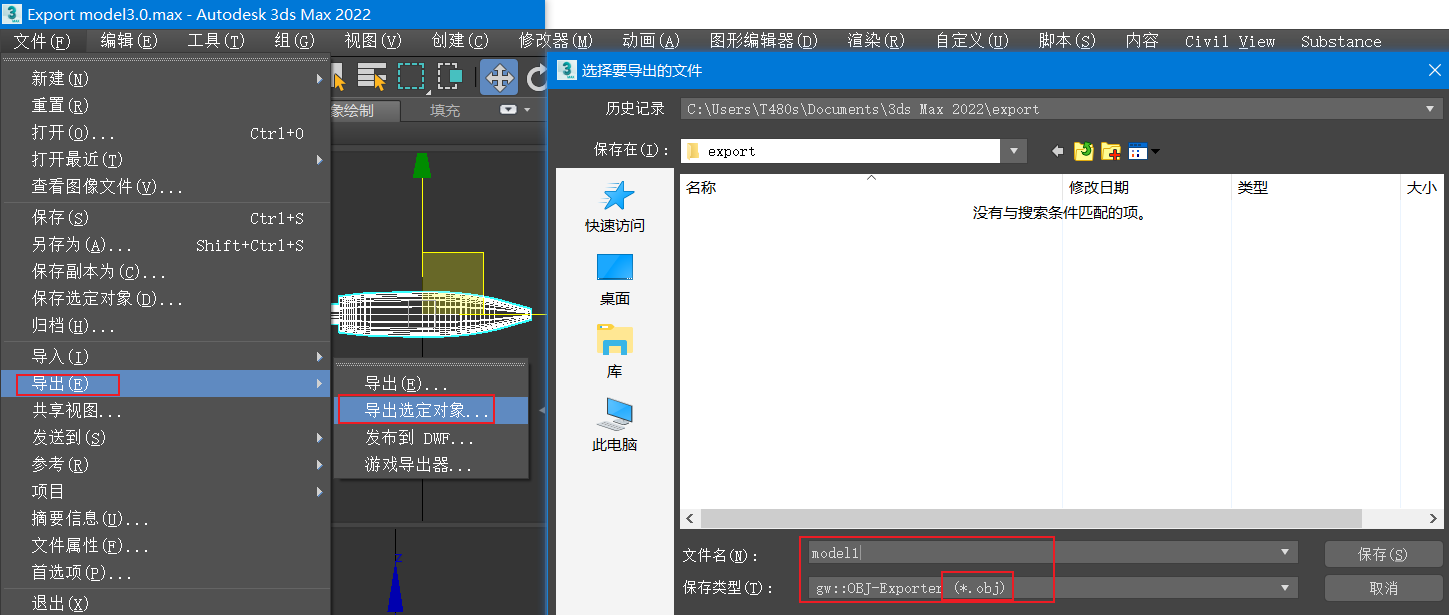 Export model3.0.max - Autodesk 3ds Max 2022
文件(F) 编辑(E) 工具(T) 组(G) 视图(V) 创建(C) 修改器(M) 动画(A) 图形编辑器(D) 渲染(R) 自定义(U) 脚本(S) 内容 Civil View Substance
新建(N)
重置(R)
打开(O)... Ctrl+O
打开最近(T)
查看图像文件(V)...
保存(S) Ctrl+S
另存为(A)... Shift+Ctrl+S
保存副本为(C)...
保存选定对象(D)...
归档(H)...
导入(I)
导出(E)
共享视图...
发送到(S)
参考(R)
项目
摘要信息(U)...
文件属性(F)...
首选项(P)...
退出(X)
象绘制 填充
导出(E)...
导出选定对象...
发布到 DWF...
游戏导出器...
z
选择要导出的文件
历史记录 C:\Users\T480s\Documents\3ds Max 2022\export
保存在(I): export
快速访问
桌面
库
此电脑
名称 修改日期 类型 大小
没有与搜索条件匹配的项。
文件名(N): model1 保存(S)
保存类型(T): gw::OBJ-Exporter (*.obj) 取消